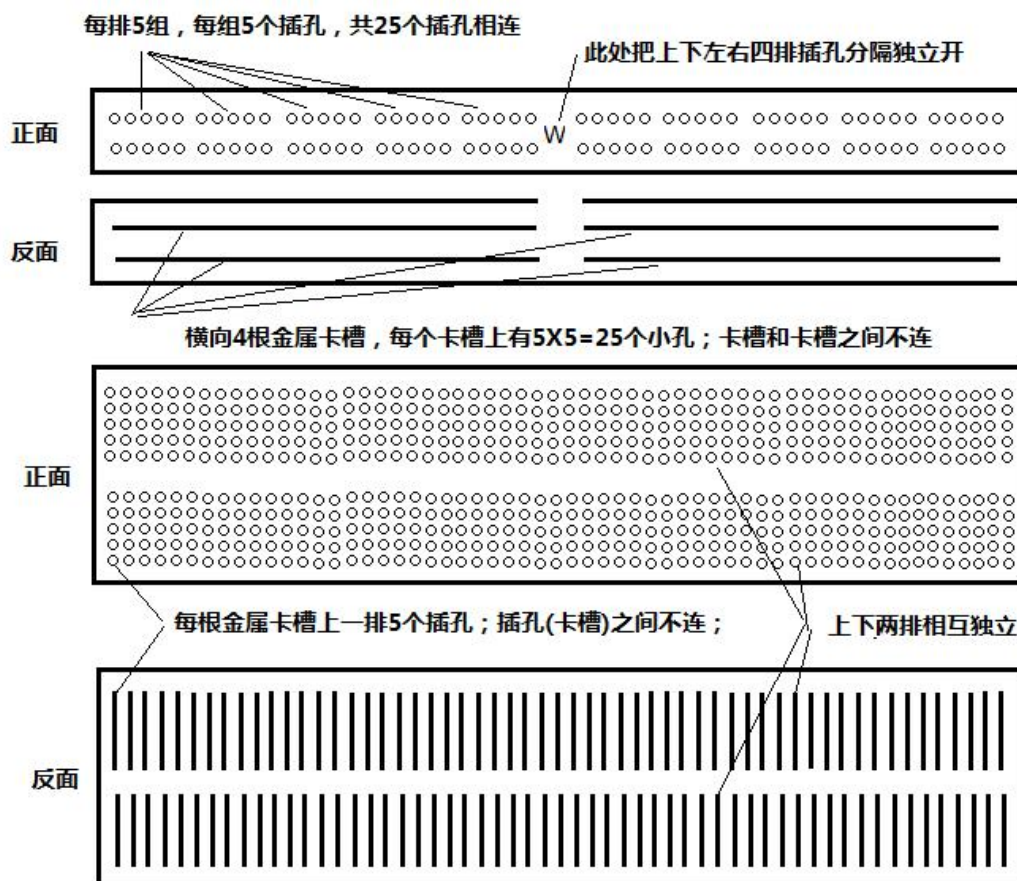 每排5组，每组5个插孔，共25个插孔相连
此处把上下左右四排插孔分隔独立开
正面
W
反面
横向4根金属卡槽，每个卡槽上有5X5=25个小孔；卡槽和卡槽之间不连
正面
每根金属卡槽上一排5个插孔；插孔(卡槽)之间不连；
上下两排相互独立
反面